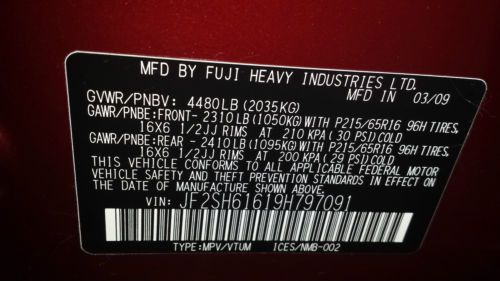 MFD BY FUJI HEAVY INDUSTRIES LTD.
GVWR/PNBV: 4480LB (2035KG) MFD IN 03/09
GAWR/PNBE: FRONT- 2310LB (1050KG) WITH P215/65R16 96H TIRES,
16X6 1/2JJ RIMS AT 210 KPA (30 PSI) COLD
GAWR/PNBE: REAR - 2410LB (1095KG) WITH P215/65R16 96H TIRES,
16X6 1/2JJ RIMS AT 200 KPA (29 PSI) COLD
THIS VEHICLE CONFORMS TO ALL APPLICABLE FEDERAL MOTOR
VEHICLE SAFETY AND THEFT PREVENTION STANDARDS IN EFFECT
ON THE DATE OF MANUFACTURE SHOWN ABOVE.
VIN: JF2SH61619H797091
TYPE:MPV/VTUM ICES/NMB-002